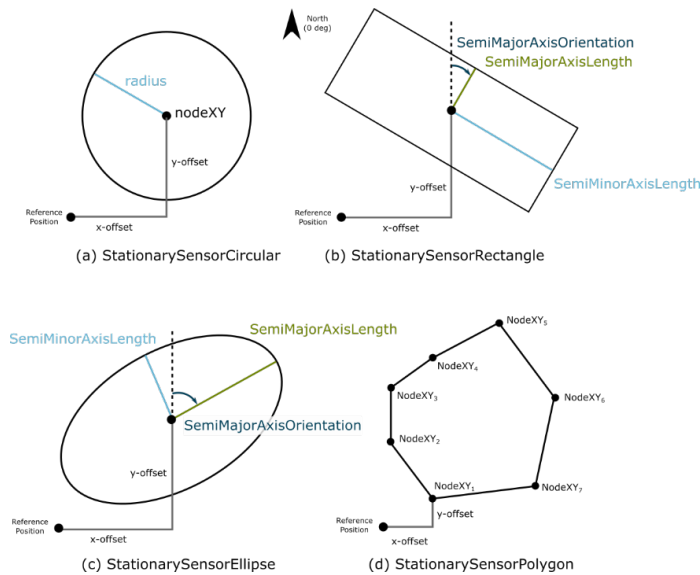 North
(0 deg)
radius
nodeXY
y-offset
Reference
Position
x-offset
(a) StationarySensorCircular
SemiMajorAxisOrientation
SemiMajorAxisLength
SemiMinorAxisLength
y-offset
Reference
Position
x-offset
(b) StationarySensorRectangle
SemiMinorAxisLength
SemiMajorAxisLength
SemiMajorAxisOrientation
y-offset
Reference
Position
x-offset
(c) StationarySensorEllipse
NodeXY₅
NodeXY₄
NodeXY₃
NodeXY₆
NodeXY₂
NodeXY₁
NodeXY₇
y-offset
Reference
Position
x-offset
(d) StationarySensorPolygon